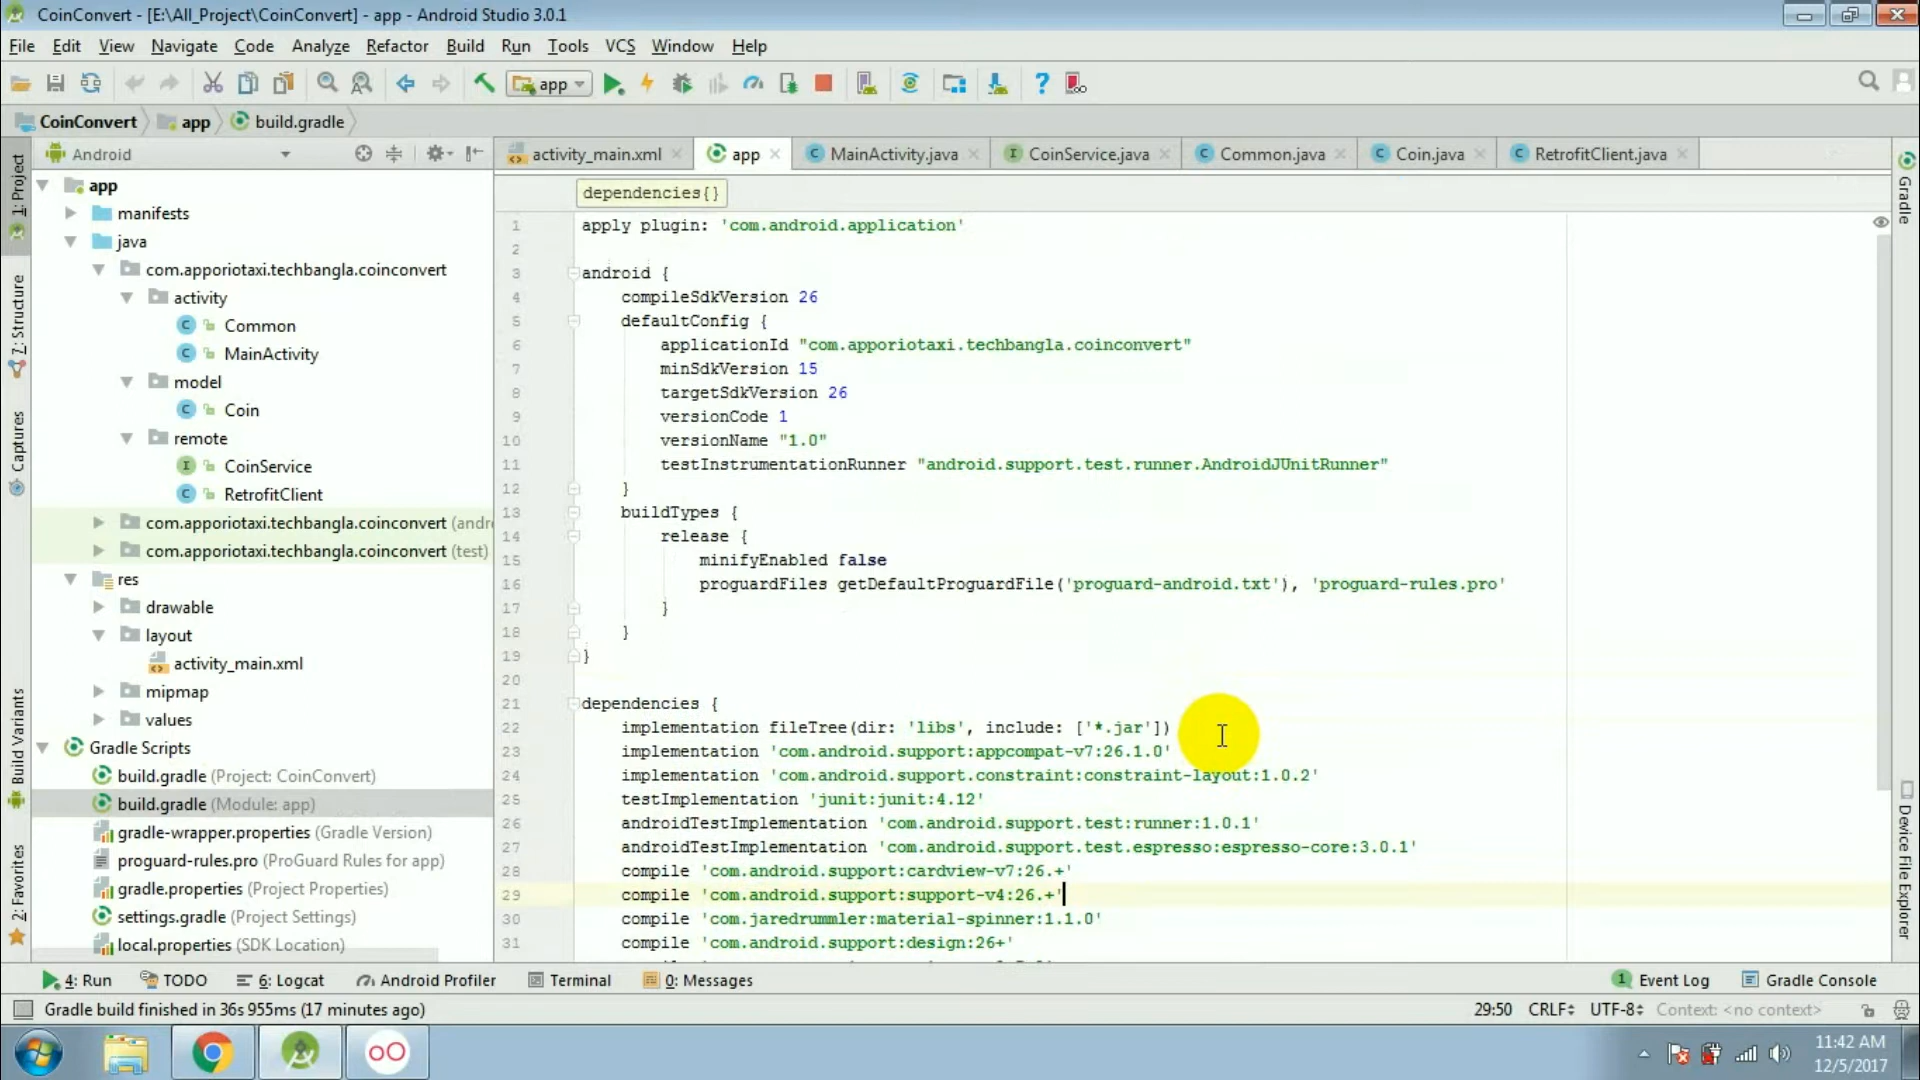 CoinConvert - [E:\All_Project\CoinConvert] - app - Android Studio 3.0.1
File Edit View Navigate Code Analyze Refactor Build Run Tools VCS Window Help
app
CoinConvert app build.gradle
Android
activity_main.xml app MainActivity.java CoinService.java Common.java Coin.java RetrofitClient.java
1: Project
7: Structure
Captures
Build Variants
2: Favorites
app
manifests
java
com.apporiotaxi.techbangla.coinconvert
activity
Common
MainActivity
model
Coin
remote
CoinService
RetrofitClient
com.apporiotaxi.techbangla.coinconvert (andr
com.apporiotaxi.techbangla.coinconvert (test)
res
drawable
layout
activity_main.xml
mipmap
values
Gradle Scripts
build.gradle (Project: CoinConvert)
build.gradle (Module: app)
gradle-wrapper.properties (Gradle Version)
proguard-rules.pro (ProGuard Rules for app)
gradle.properties (Project Properties)
settings.gradle (Project Settings)
local.properties (SDK Location)
dependencies{}
1 apply plugin: 'com.android.application'
2
3 android {
4 compileSdkVersion 26
5 defaultConfig {
6 applicationId "com.apporiotaxi.techbangla.coinconvert"
7 minSdkVersion 15
8 targetSdkVersion 26
9 versionCode 1
10 versionName "1.0"
11 testInstrumentationRunner "android.support.test.runner.AndroidJUnitRunner"
12 }
13 buildTypes {
14 release {
15 minifyEnabled false
16 proguardFiles getDefaultProguardFile('proguard-android.txt'), 'proguard-rules.pro'
17 }
18 }
19 }
20
21 dependencies {
22 implementation fileTree(dir: 'libs', include: ['*.jar'])
23 implementation 'com.android.support:appcompat-v7:26.1.0'
24 implementation 'com.android.support.constraint:constraint-layout:1.0.2'
25 testImplementation 'junit:junit:4.12'
26 androidTestImplementation 'com.android.support.test:runner:1.0.1'
27 androidTestImplementation 'com.android.support.test.espresso:espresso-core:3.0.1'
28 compile 'com.android.support:cardview-v7:26.+'
29 compile 'com.android.support:support-v4:26.+'
30 compile 'com.jaredrummler:material-spinner:1.1.0'
31 compile 'com.android.support:design:26+'
Gradle
Device File Explorer
4: Run TODO 6: Logcat Android Profiler Terminal 0: Messages 1 Event Log Gradle Console
Gradle build finished in 36s 955ms (17 minutes ago) 29:50 CRLF UTF-8 Context: <no context>
11:42 AM
12/5/2017